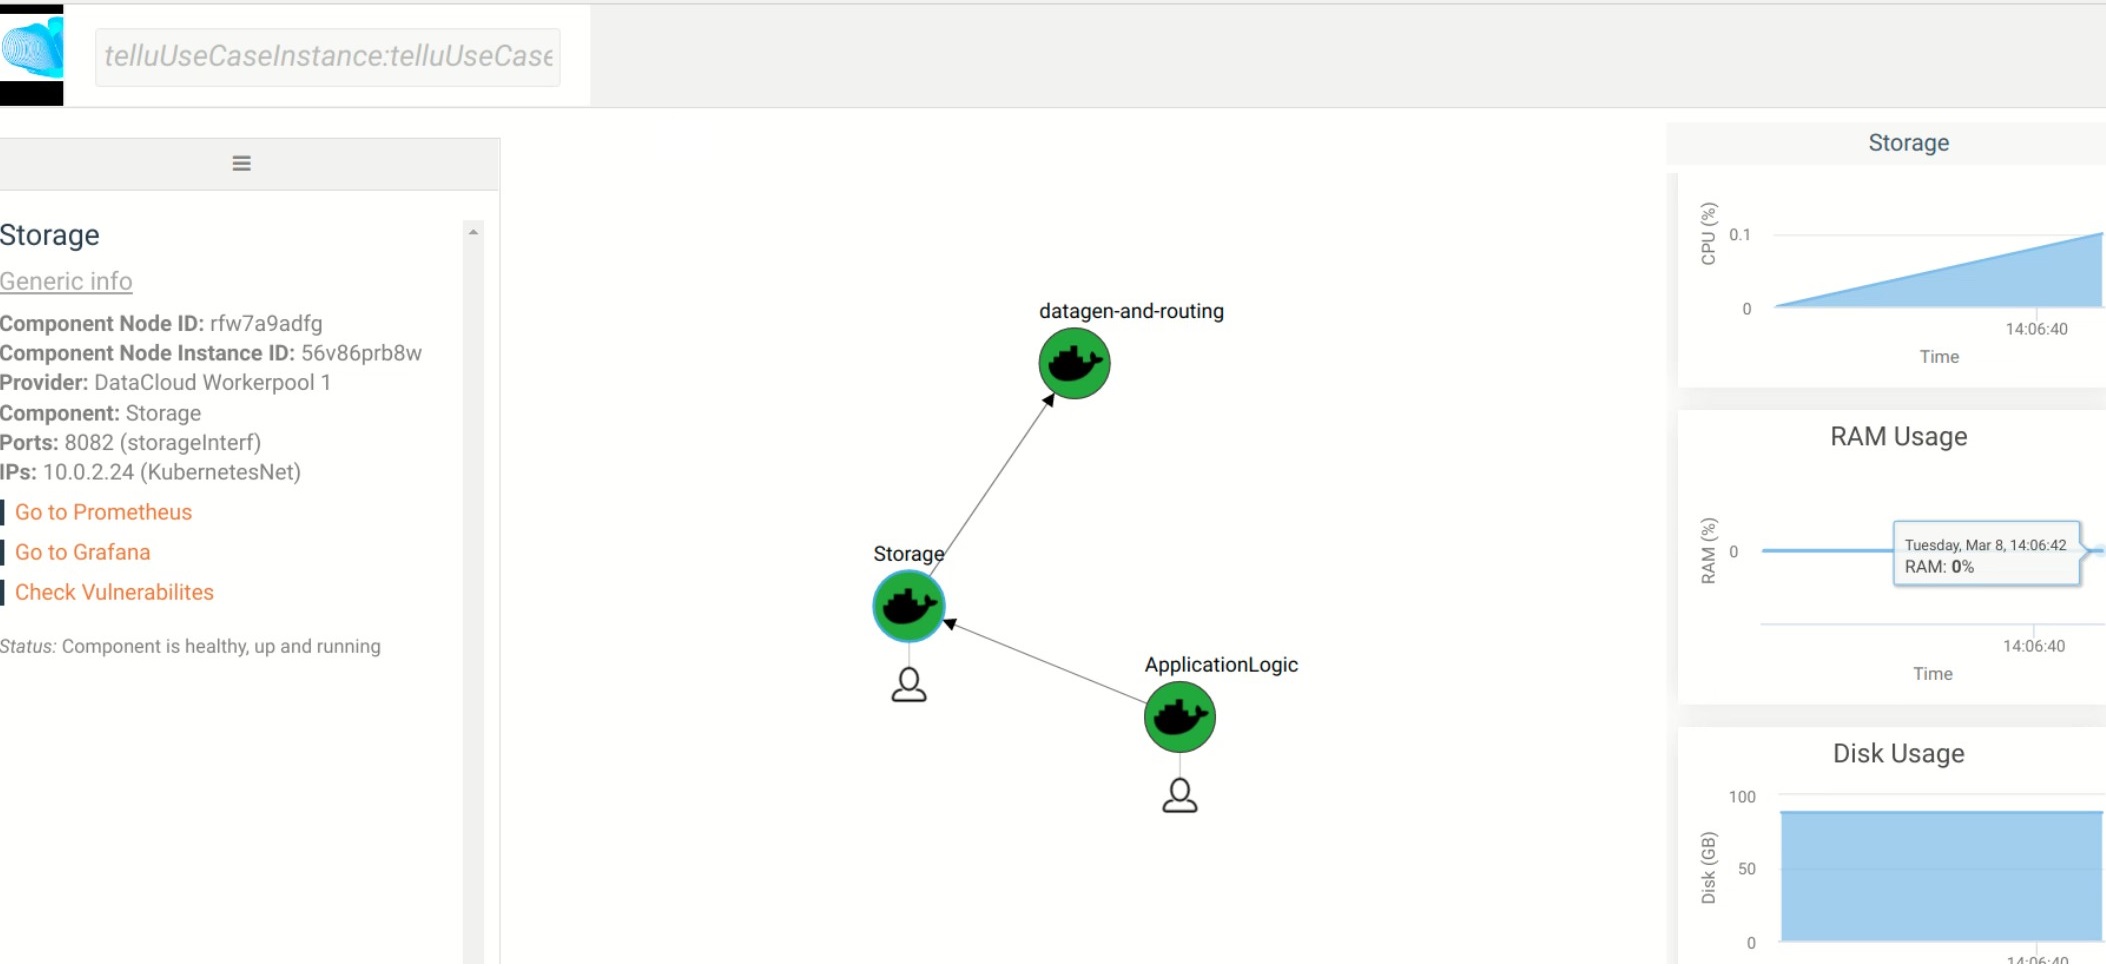 telluUseCaseInstance:telluUseCase
Storage
Generic info
Component Node ID: rfw7a9adfg
Component Node Instance ID: 56v86prb8w
Provider: DataCloud Workerpool 1
Component: Storage
Ports: 8082 (storageInterf)
IPs: 10.0.2.24 (KubernetesNet)
Go to Prometheus
Go to Grafana
Check Vulnerabilites
Status: Component is healthy, up and running
datagen-and-routing
Storage
ApplicationLogic
Storage
CPU (%)
0.1
0
14:06:40
Time
RAM Usage
RAM (%)
0
Tuesday, Mar 8, 14:06:42
RAM: 0%
14:06:40
Time
Disk Usage
Disk (GB)
100
50
0
14:06:40